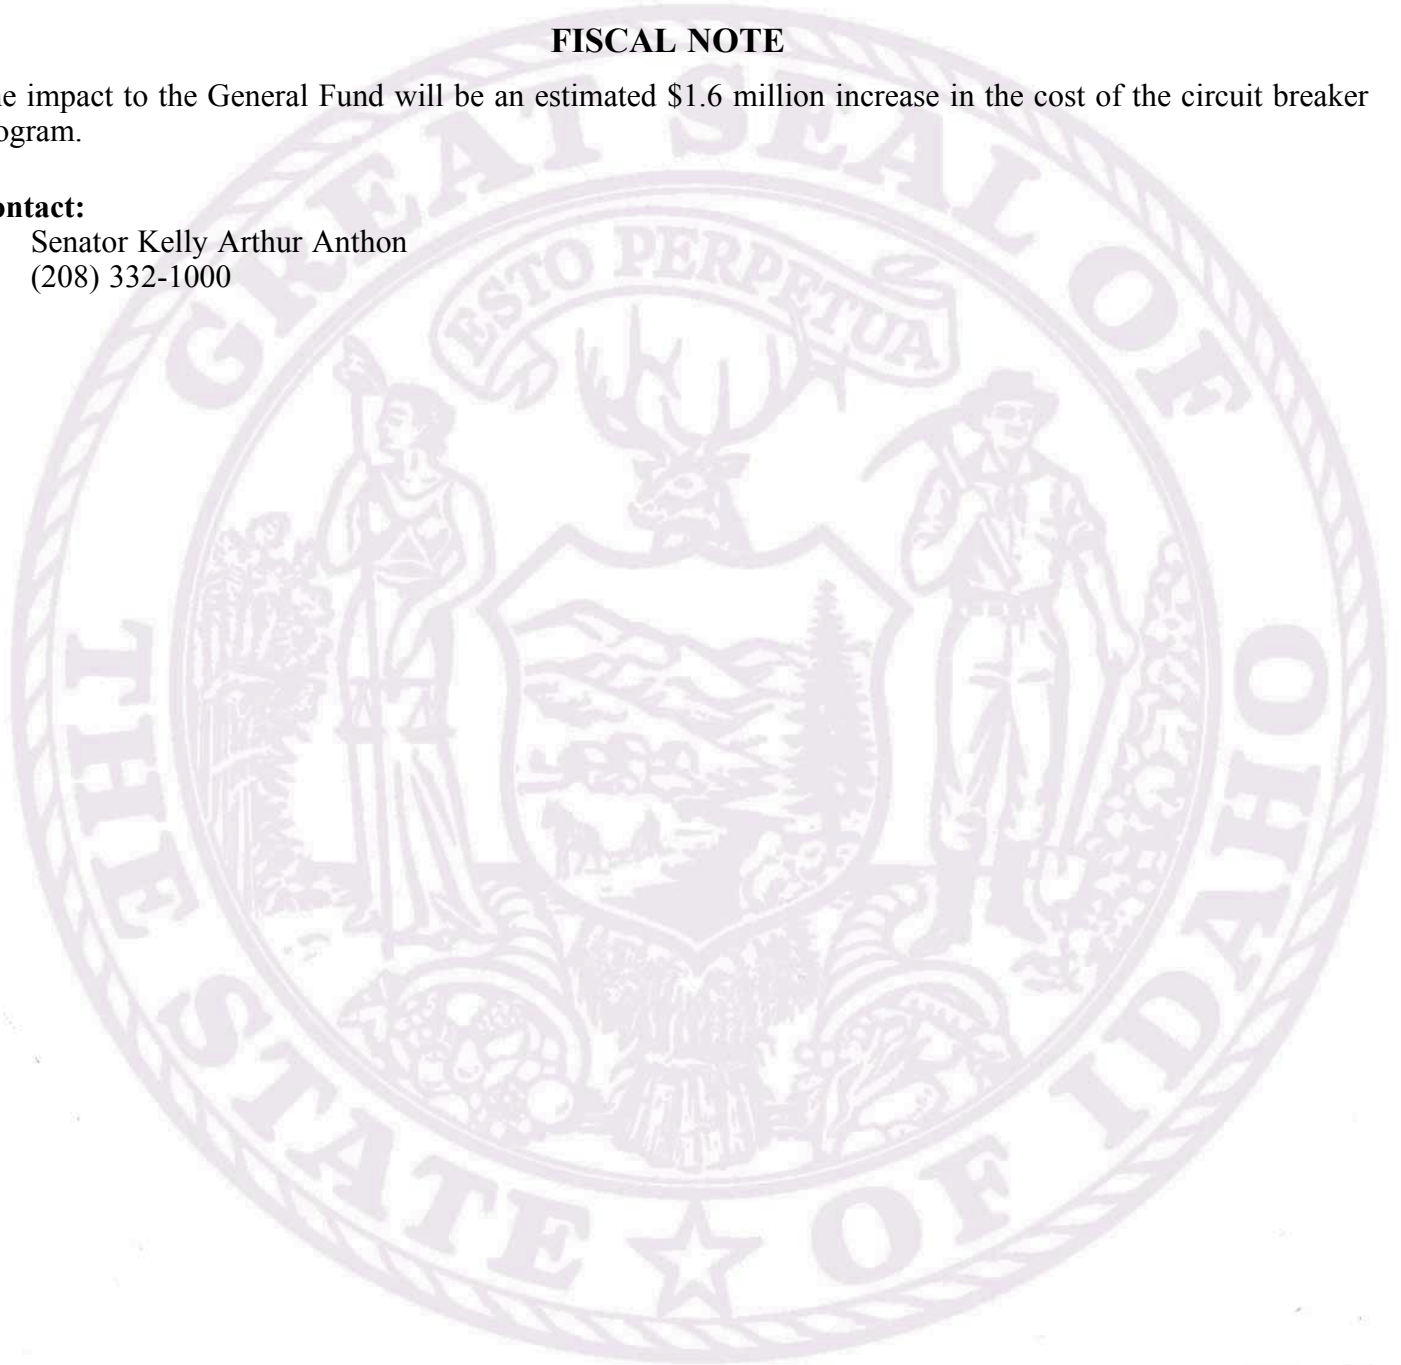 FISCAL NOTE
he impact to the General Fund will be an estimated $1.6 million increase in the cost of the circuit breaker
ogram.
ontact:
Senator Kelly Arthur Anthon
(208) 332-1000
GREAT SEAL OF
ESTO PERPETUA
THE
IDAHO
STATE ☆ OF